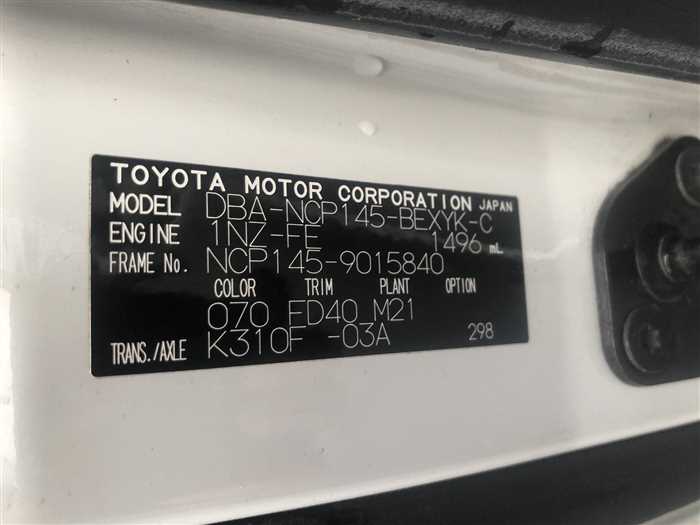 TOYOTA MOTOR CORPORATION JAPAN
MODEL DBA-NCP145-BEXYK-C
ENGINE 1NZ-FE 1496 mL
FRAME No. NCP145-9015840
COLOR TRIM PLANT OPTION
070 FD40 M21
TRANS./AXLE K310F -03A 298